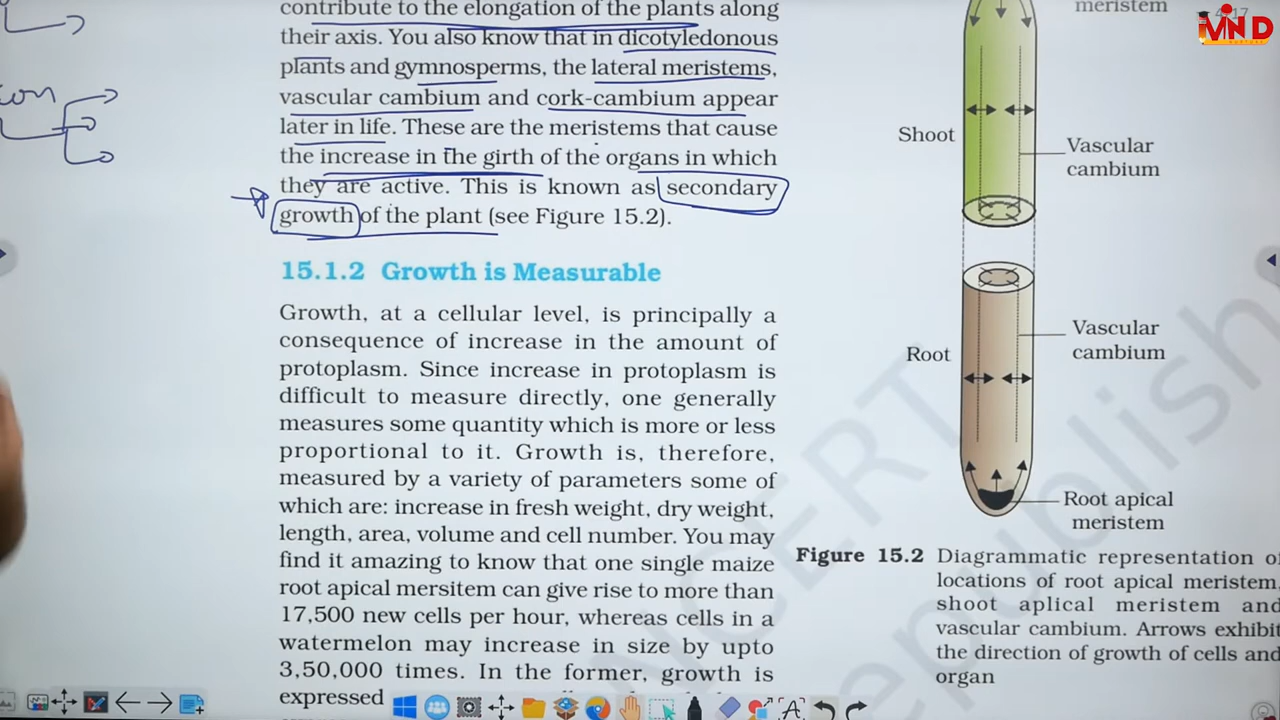 contribute to the elongation of the plants along
their axis. You also know that in dicotyledonous
plants and gymnosperms, the lateral meristems,
vascular cambium and cork-cambium appear
later in life. These are the meristems that cause
the increase in the girth of the organs in which
they are active. This is known as secondary
growth of the plant (see Figure 15.2).
15.1.2 Growth is Measurable
Growth, at a cellular level, is principally a
consequence of increase in the amount of
protoplasm. Since increase in protoplasm is
difficult to measure directly, one generally
measures some quantity which is more or less
proportional to it. Growth is, therefore,
measured by a variety of parameters some of
which are: increase in fresh weight, dry weight,
length, area, volume and cell number. You may
find it amazing to know that one single maize
root apical mersitem can give rise to more than
17,500 new cells per hour, whereas cells in a
watermelon may increase in size by upto
3,50,000 times. In the former, growth is
expressed
meristem
MIND
Shoot
Vascular
cambium
Vascular
cambium
Root
Root apical
meristem
Figure 15.2 Diagrammatic representation of
locations of root apical meristem,
shoot aplical meristem and
vascular cambium. Arrows exhibit
the direction of growth of cells and
organ